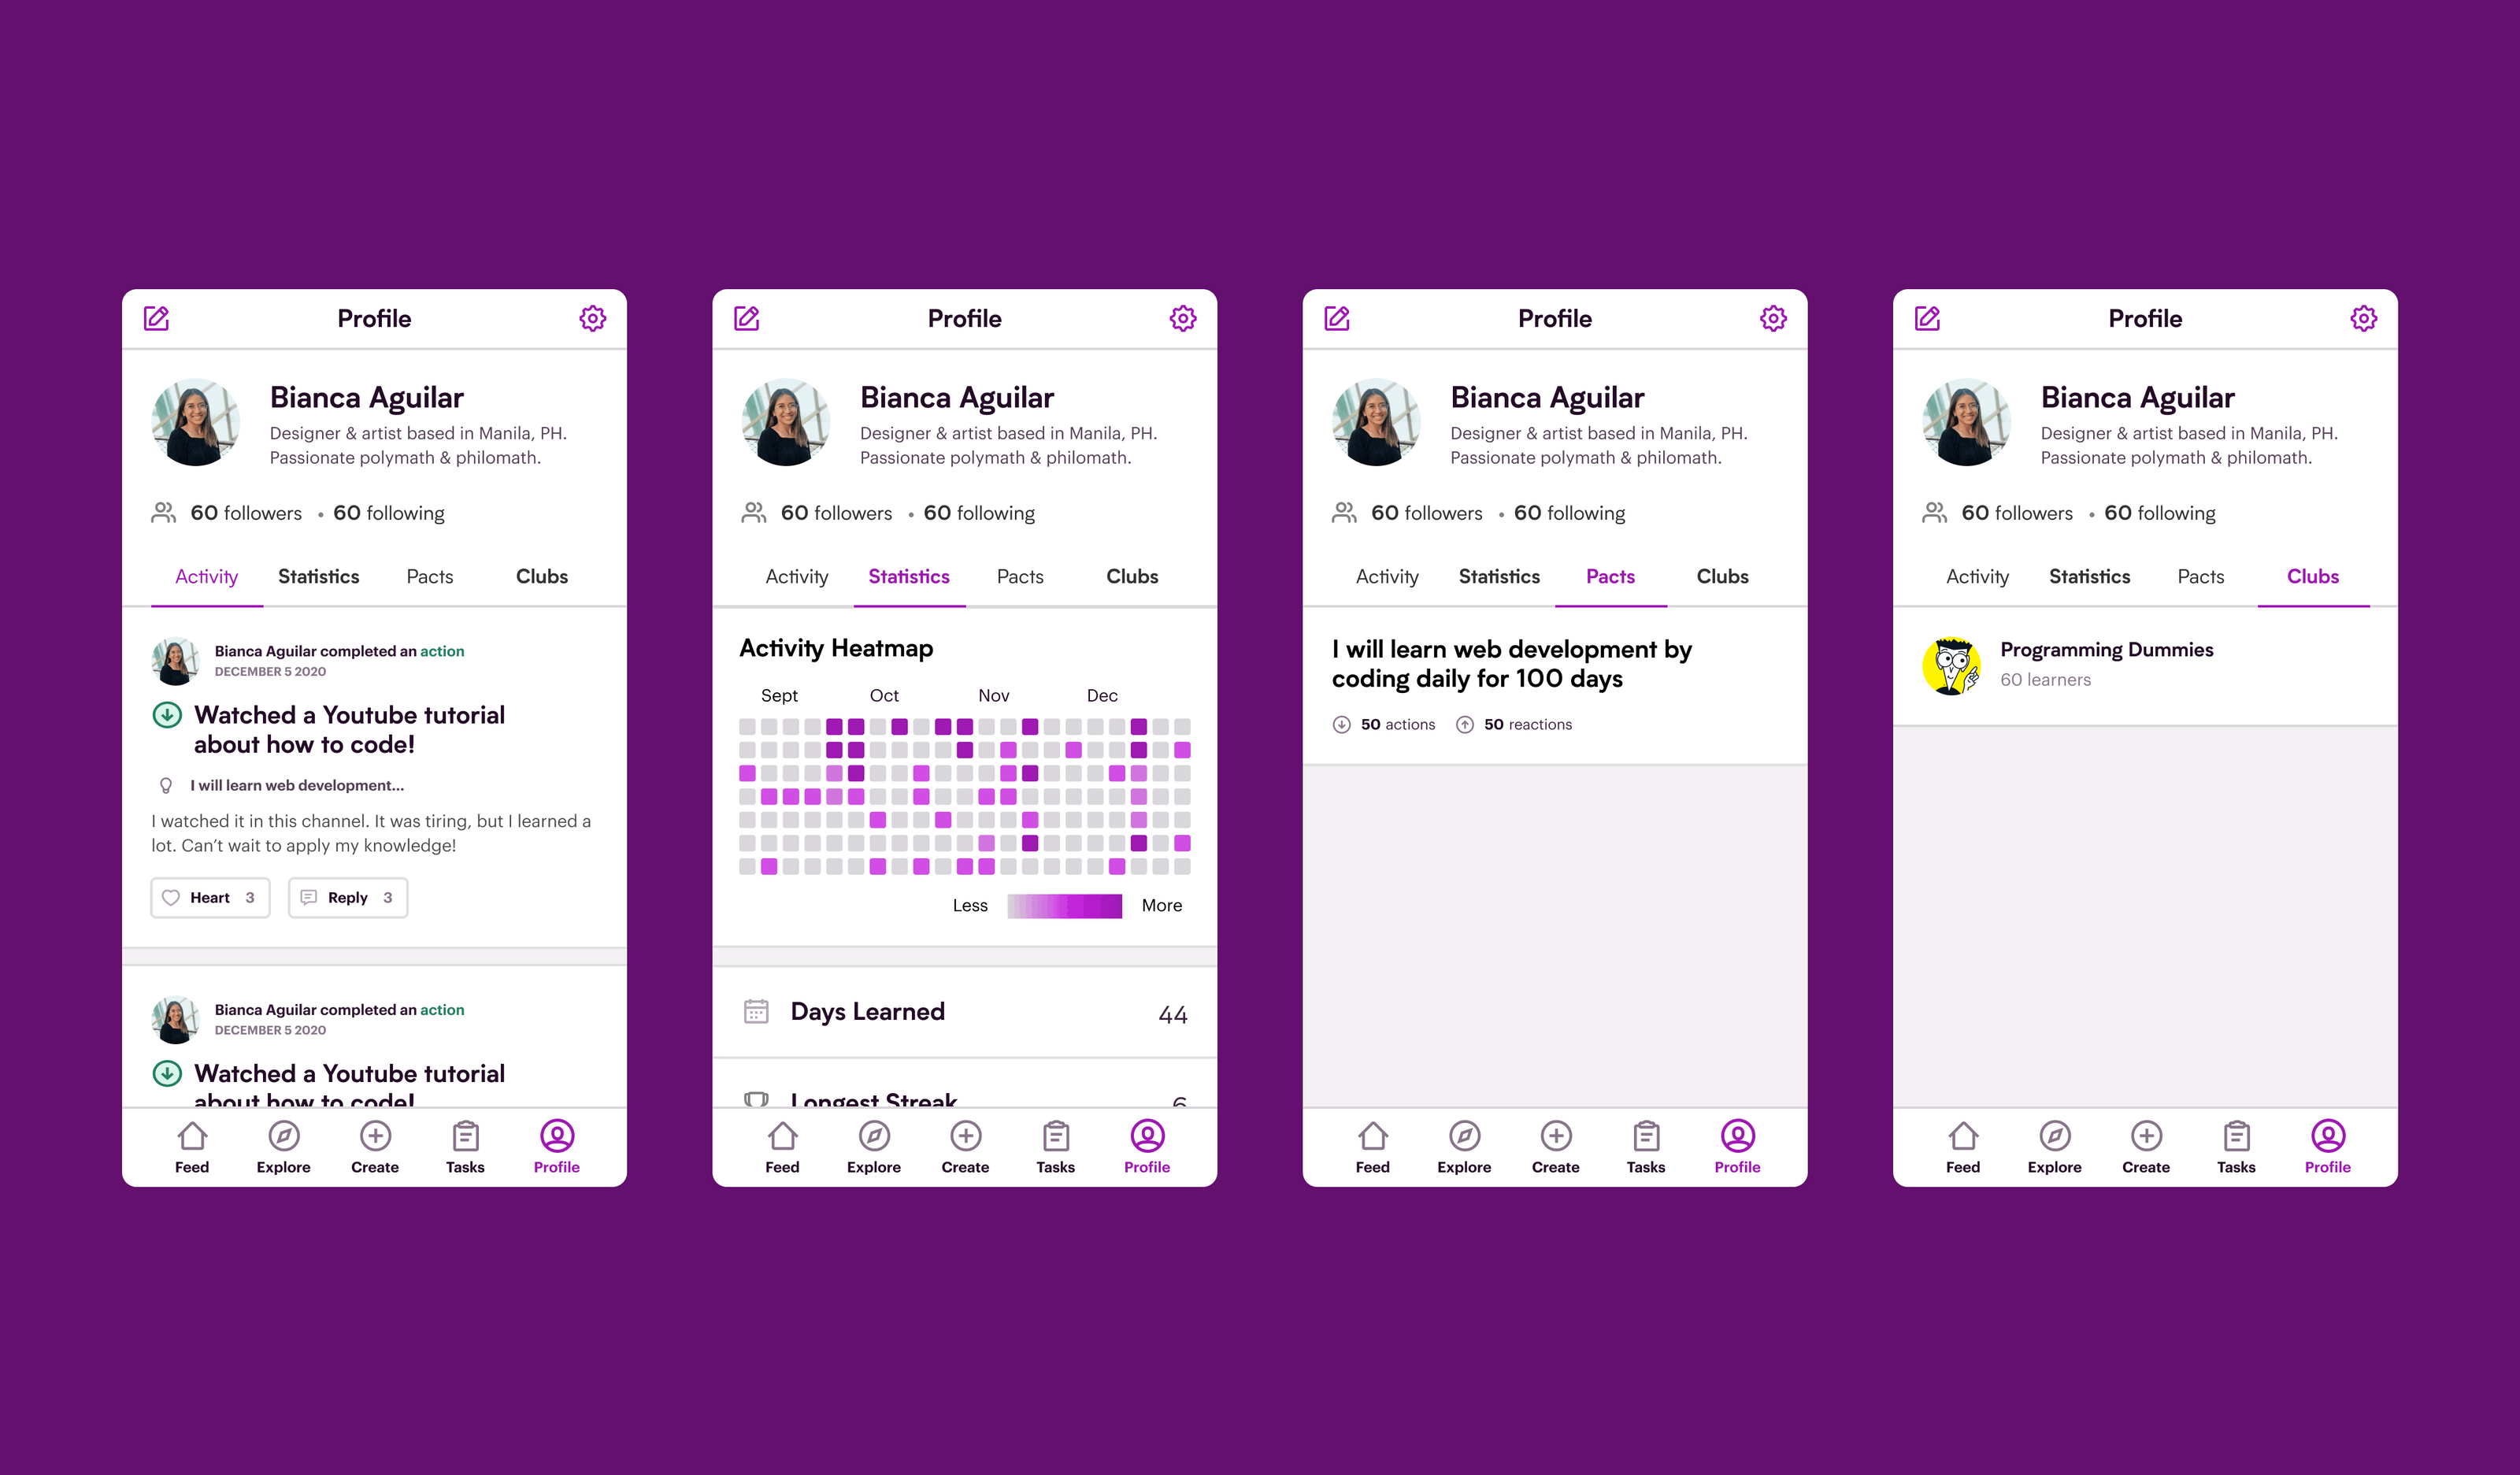 Profile
Bianca Aguilar
Designer & artist based in Manila, PH.
Passionate polymath & philomath.
60 followers • 60 following
Activity Statistics Pacts Clubs
Bianca Aguilar completed an action
DECEMBER 5 2020
Watched a Youtube tutorial
about how to code!
I will learn web development...
I watched it in this channel. It was tiring, but I learned a
lot. Can't wait to apply my knowledge!
Heart 3 Reply 3
Bianca Aguilar completed an action
DECEMBER 5 2020
Watched a Youtube tutorial
about how to code!
Feed Explore Create Tasks Profile
Profile
Bianca Aguilar
Designer & artist based in Manila, PH.
Passionate polymath & philomath.
60 followers • 60 following
Activity Statistics Pacts Clubs
Activity Heatmap
Sept Oct Nov Dec
Less More
Days Learned 44
Longest Streak 6
Feed Explore Create Tasks Profile
Profile
Bianca Aguilar
Designer & artist based in Manila, PH.
Passionate polymath & philomath.
60 followers • 60 following
Activity Statistics Pacts Clubs
I will learn web development by
coding daily for 100 days
50 actions 50 reactions
Feed Explore Create Tasks Profile
Profile
Bianca Aguilar
Designer & artist based in Manila, PH.
Passionate polymath & philomath.
60 followers • 60 following
Activity Statistics Pacts Clubs
Programming Dummies
60 learners
Feed Explore Create Tasks Profile